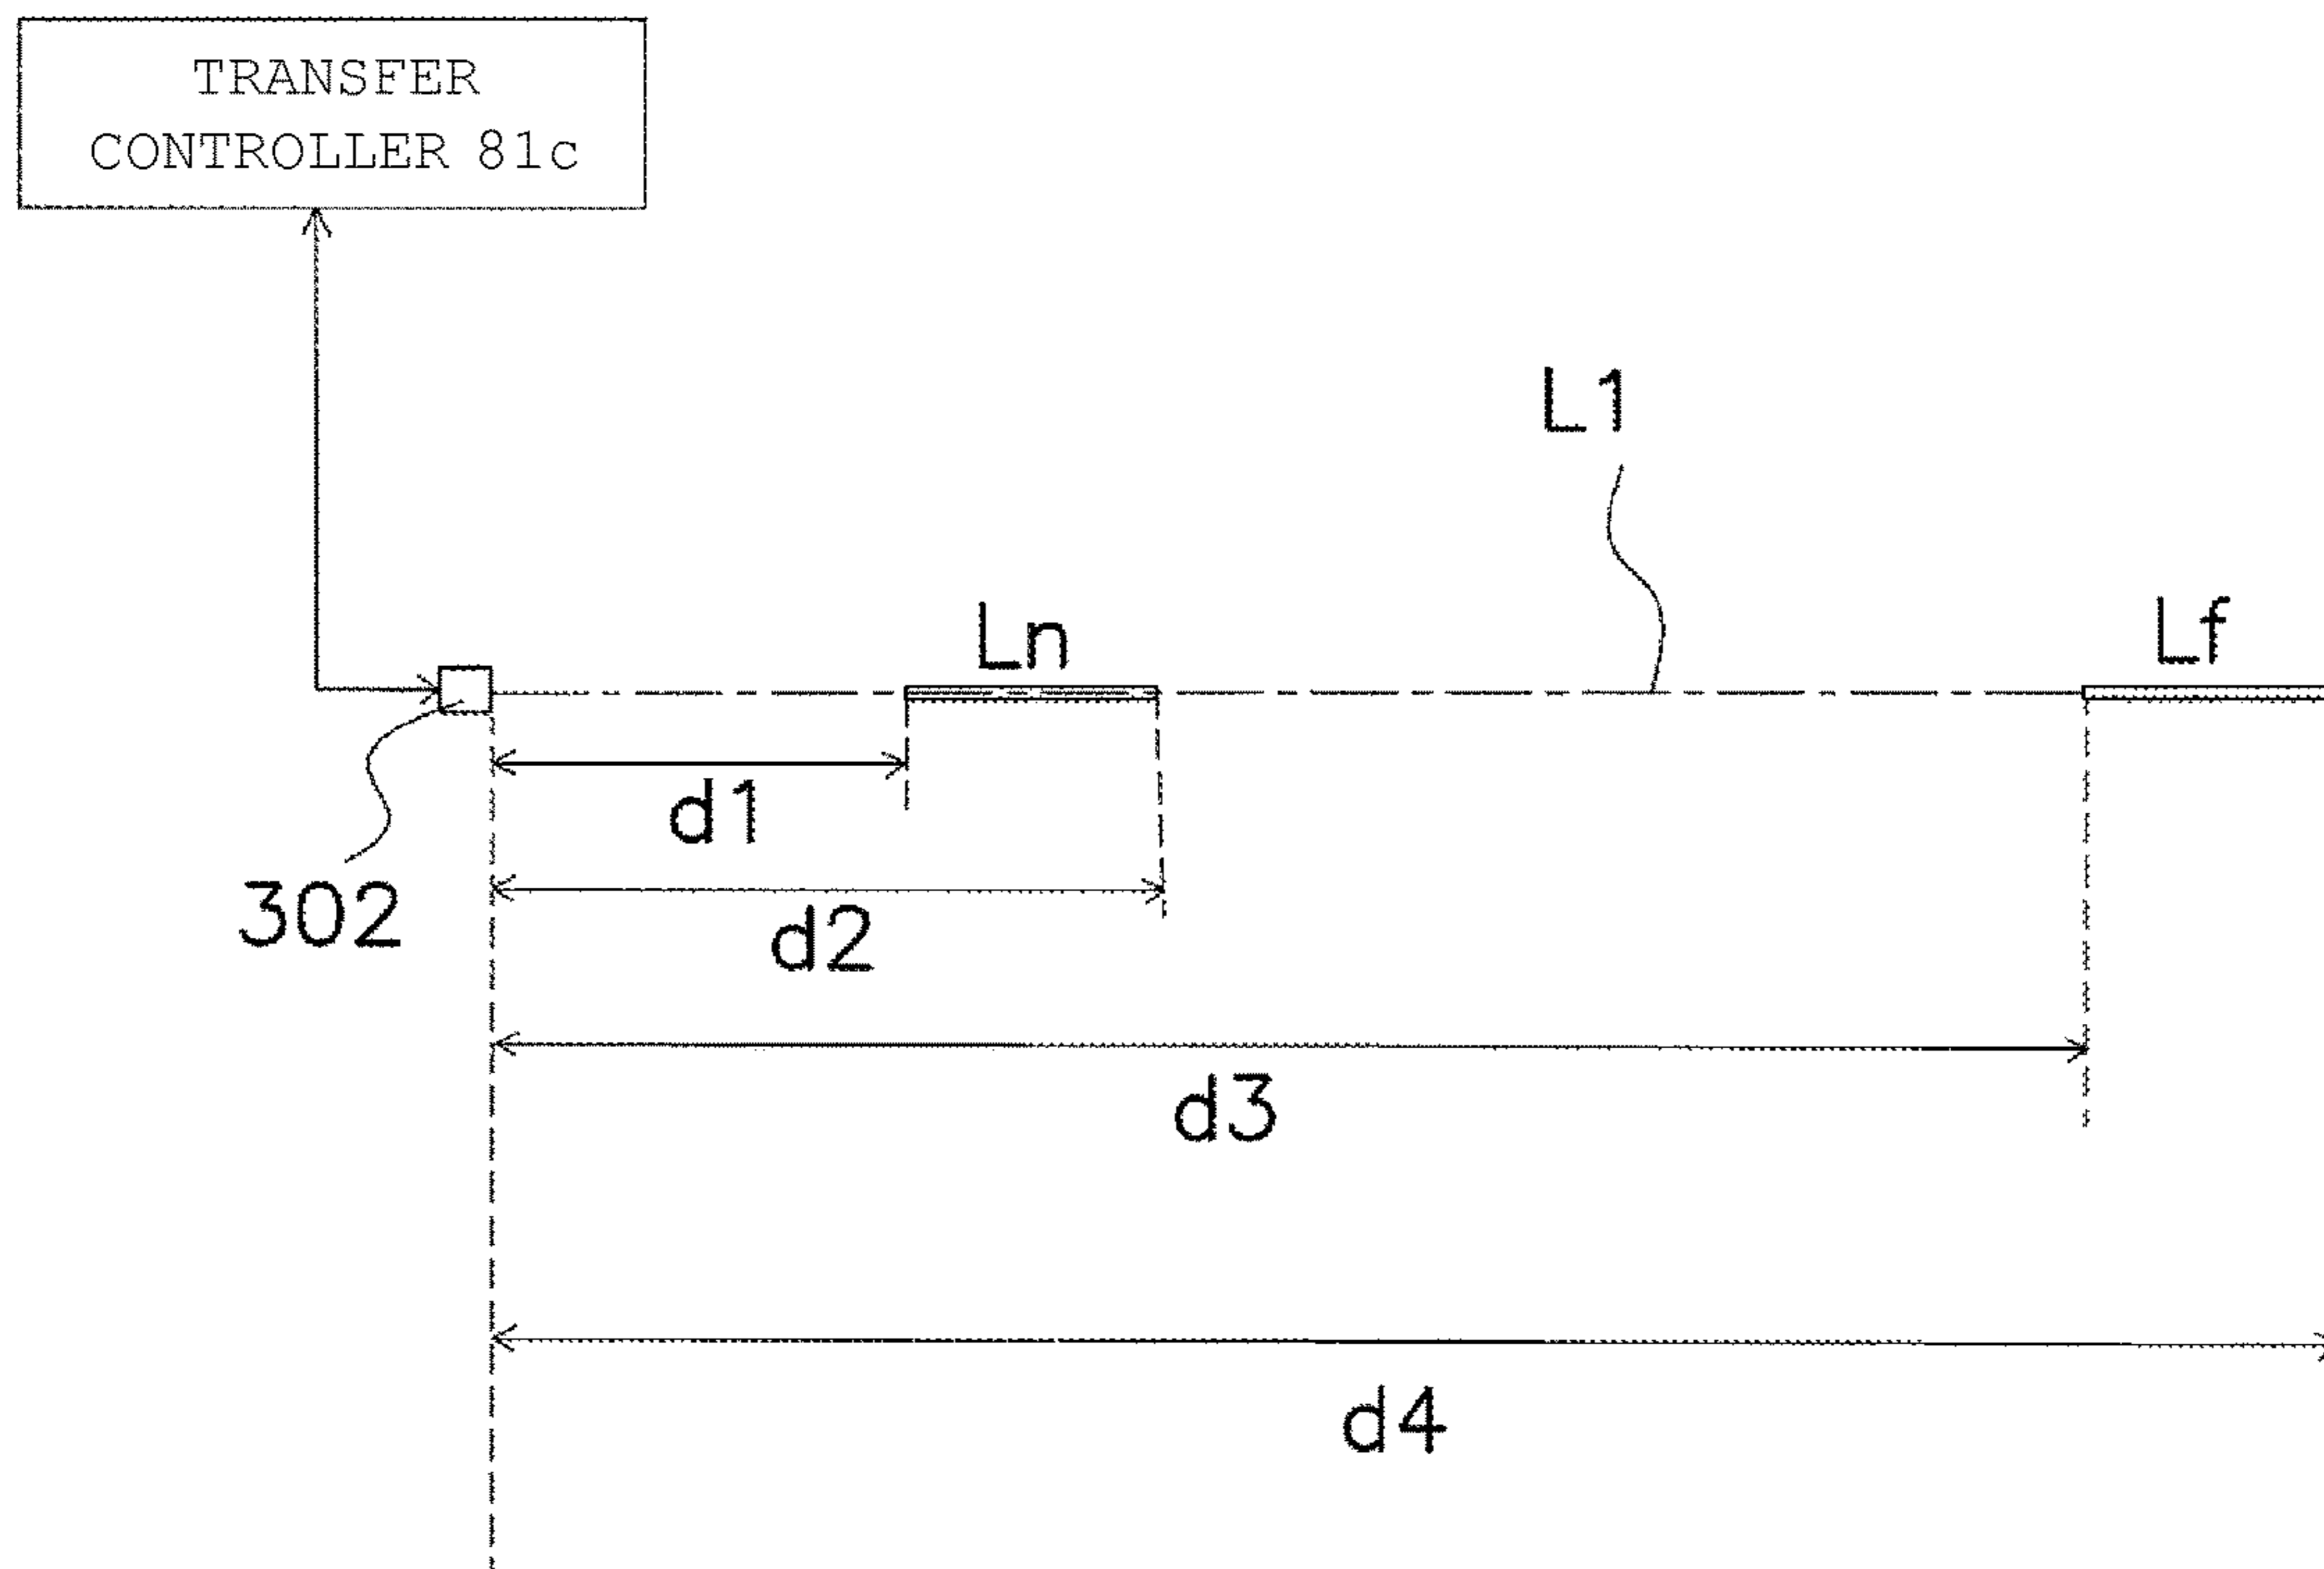 TRANSFER
CONTROLLER 81c
L1
Ln
Lf
d1
302
d2
d3
d4